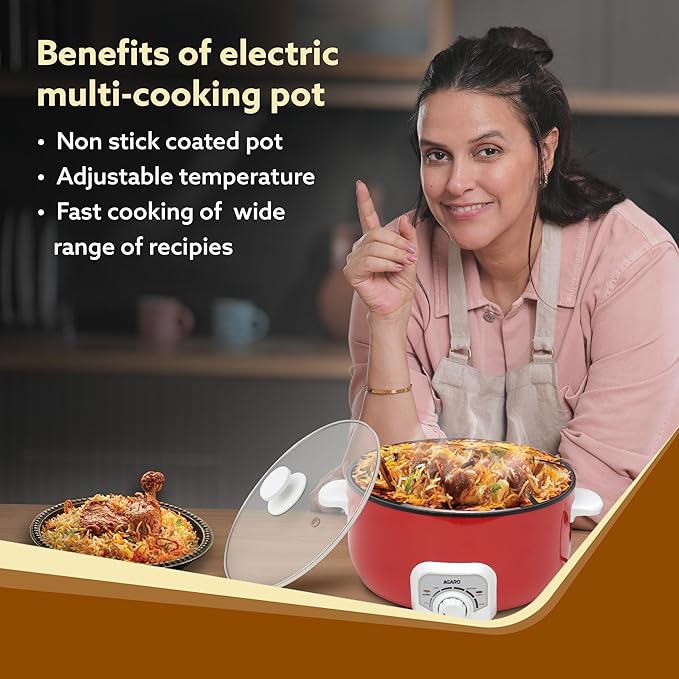 Benefits of electric
multi-cooking pot
• Non stick coated pot
• Adjustable temperature
• Fast cooking of wide
range of recipies
AGARO